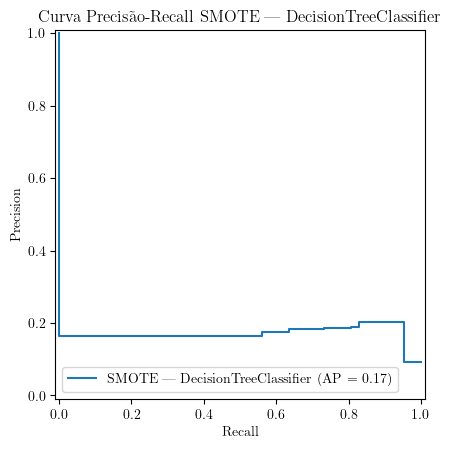 Curva Precisão-Recall SMOTE — DecisionTreeClassifier
1.0
0.8
0.6
0.4
0.2
0.0
Precision
SMOTE — DecisionTreeClassifier (AP = 0.17)
0.0 0.2 0.4 0.6 0.8 1.0
Recall